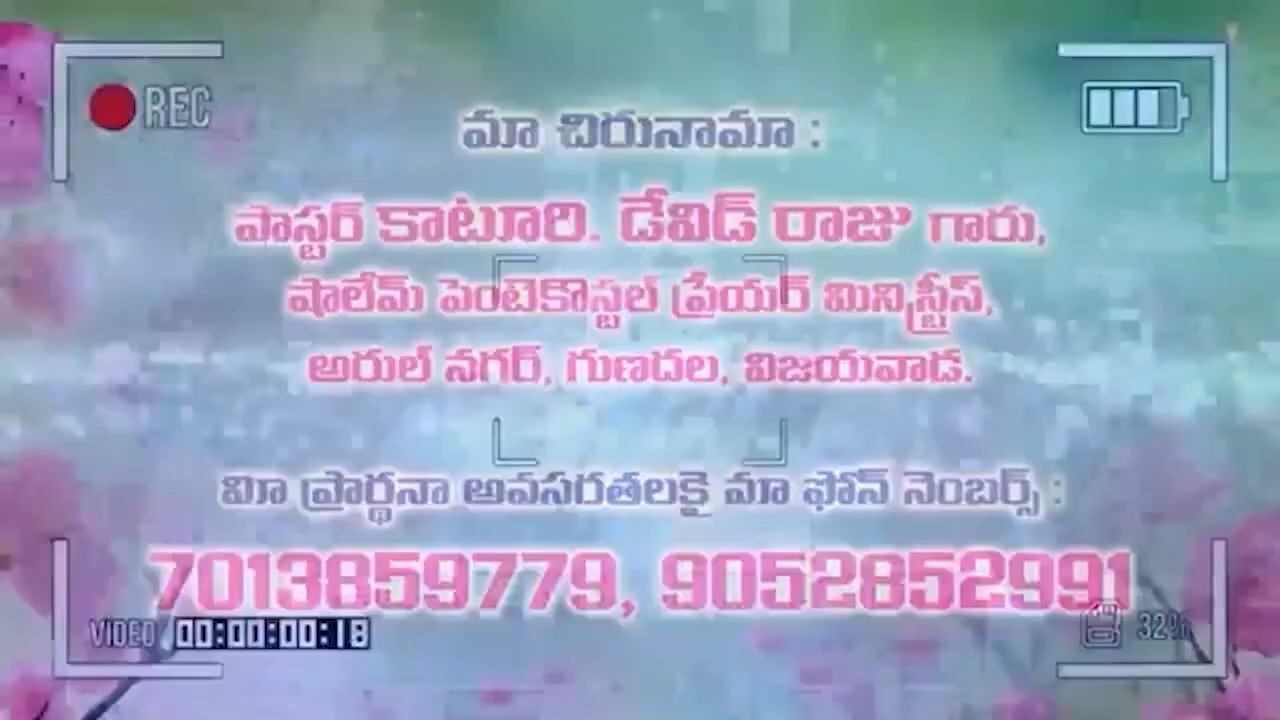 REC
మా చిరునామా :
పాస్టర్ కాటూరి. డేవిడ్ రాజు గారు,
షాలేమ్ పెంటెకొస్టల్ ప్రేయర్ మినిస్ట్రీస్,
అరుల్ నగర్, గుణదల, విజయవాడ.
మీ ప్రార్థనా అవసరతలకై మా ఫోన్ నెంబర్స్ :
7013859779, 9052852991
VIDEO 00:00:00:18
32%